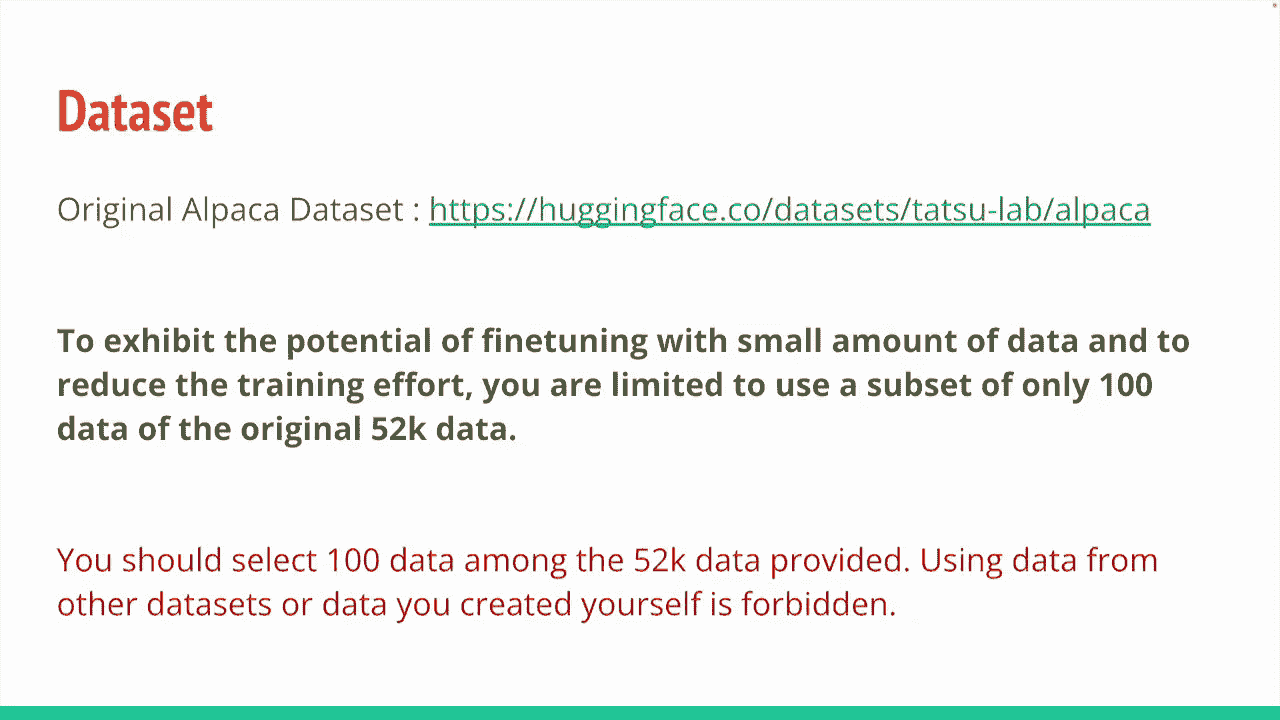 Dataset
Original Alpaca Dataset : https://huggingface.co/datasets/tatsu-lab/alpaca
To exhibit the potential of finetuning with small amount of data and to
reduce the training effort, you are limited to use a subset of only 100
data of the original 52k data.
You should select 100 data among the 52k data provided. Using data from
other datasets or data you created yourself is forbidden.